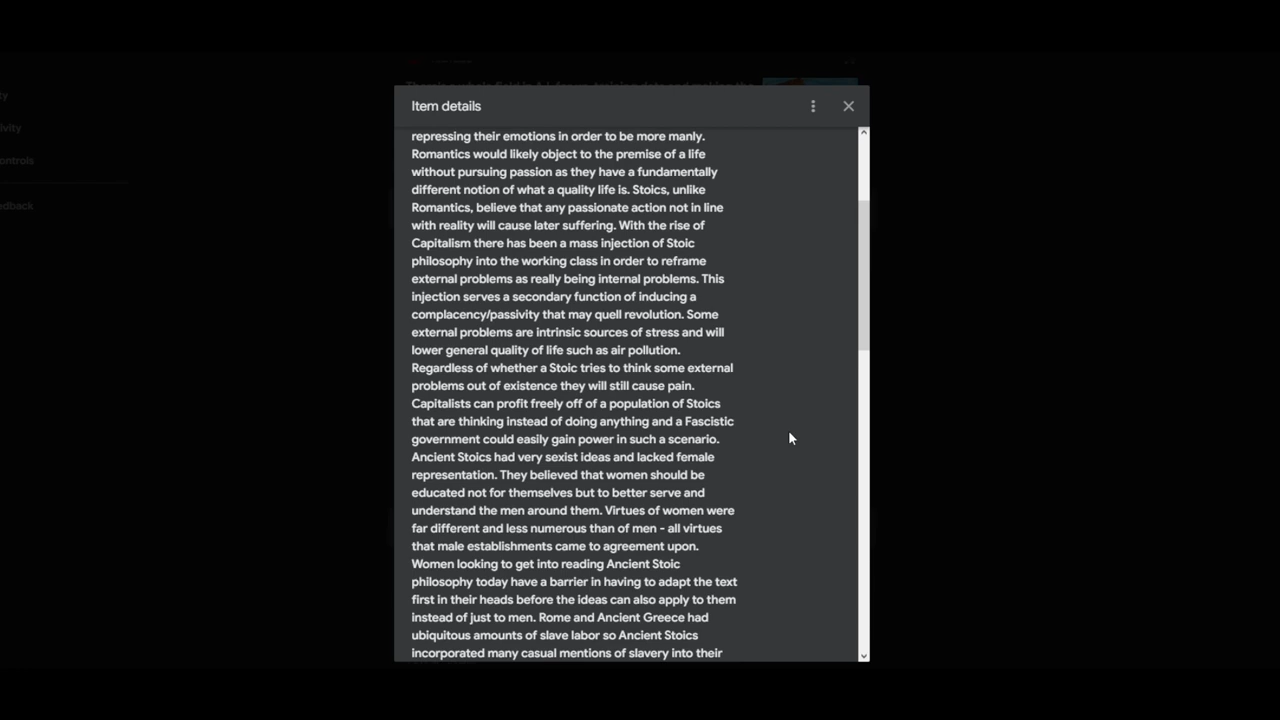 Item details
repressing their emotions in order to be more manly.
Romantics would likely object to the premise of a life
without pursuing passion as they have a fundamentally
different notion of what a quality life is. Stoics, unlike
Romantics, believe that any passionate action not in line
with reality will cause later suffering. With the rise of
Capitalism there has been a mass injection of Stoic
philosophy into the working class in order to reframe
external problems as really being internal problems. This
injection serves a secondary function of inducing a
complacency/passivity that may quell revolution. Some
external problems are intrinsic sources of stress and will
lower general quality of life such as air pollution.
Regardless of whether a Stoic tries to think some external
problems out of existence they will still cause pain.
Capitalists can profit freely off of a population of Stoics
that are thinking instead of doing anything and a Fascistic
government could easily gain power in such a scenario.
Ancient Stoics had very sexist ideas and lacked female
representation. They believed that women should be
educated not for themselves but to better serve and
understand the men around them. Virtues of women were
far different and less numerous than of men - all virtues
that male establishments came to agreement upon.
Women looking to get into reading Ancient Stoic
philosophy today have a barrier in having to adapt the text
first in their heads before the ideas can also apply to them
instead of just to men. Rome and Ancient Greece had
ubiquitous amounts of slave labor so Ancient Stoics
incorporated many casual mentions of slavery into their
ty
ivity
ontrols
edback